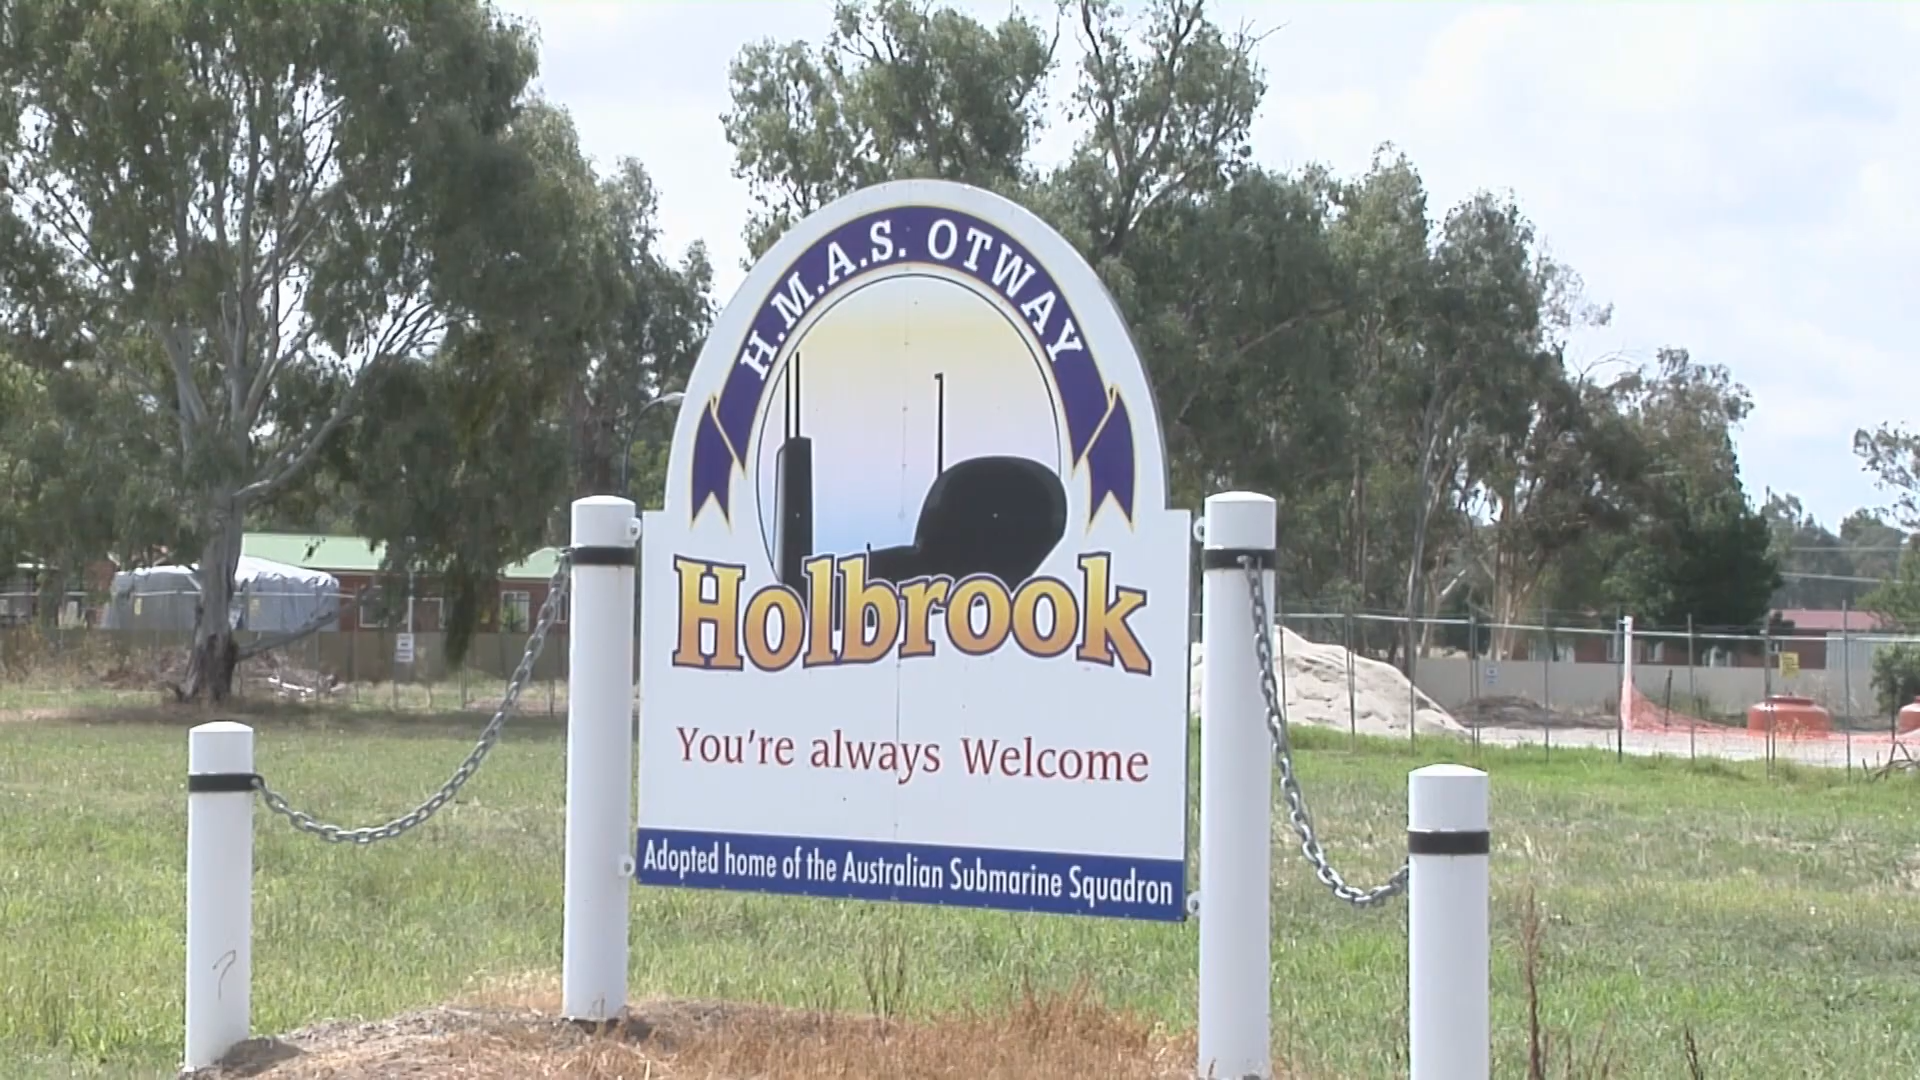 H.M.A.S. OTWAY
Holbrook
You're always Welcome
Adopted home of the Australian Submarine Squadron